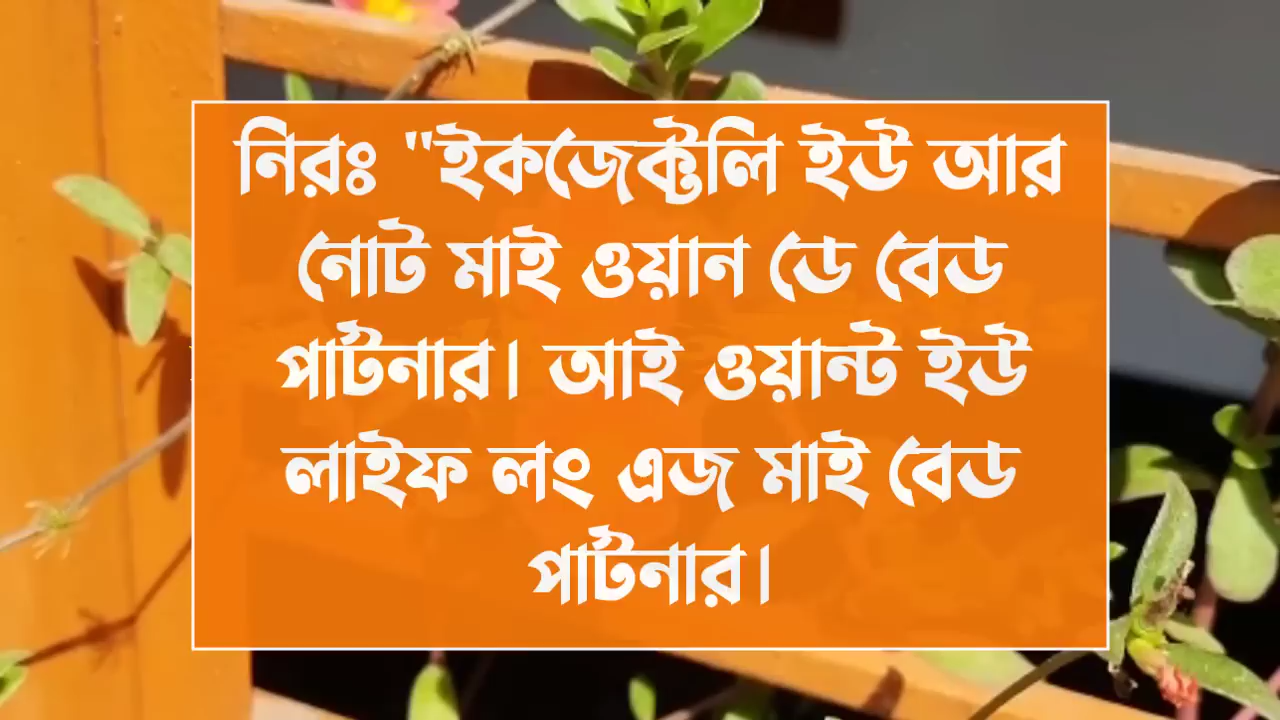 নিরঃ "ইকজেক্টলি ইউ আর
নোট মাই ওয়ান ডে বেড
পার্টনার। আই ওয়ান্ট ইউ
লাইফ লং এজ মাই বেড
পার্টনার।